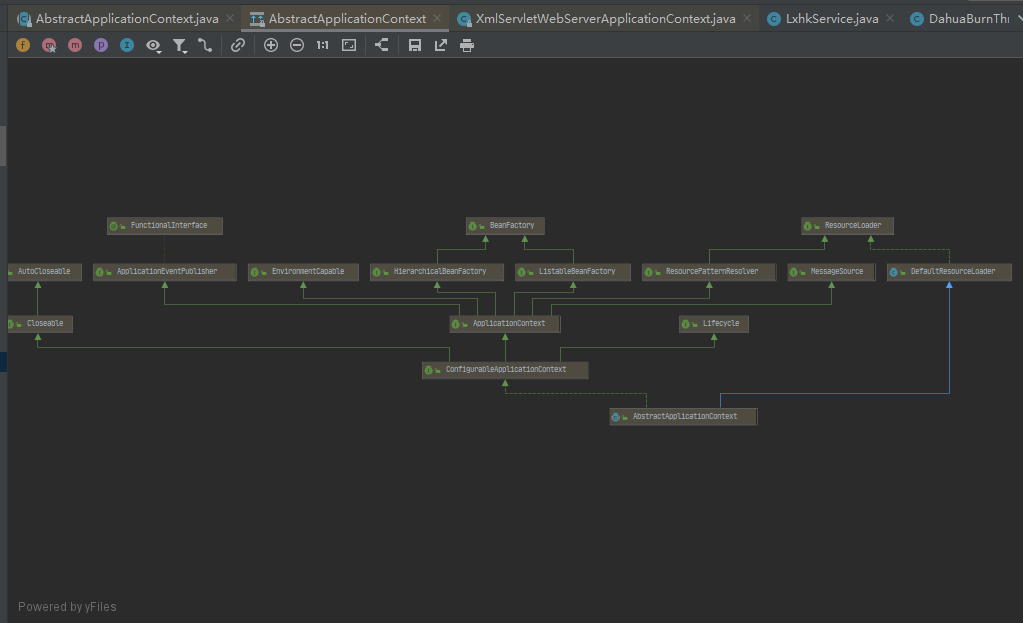 AbstractApplicationContext.java AbstractApplicationContext XmlServletWebServerApplicationContext.java LxhkService.java DahuaBurnThr
f m m p I 1:1
FunctionalInterface BeanFactory ResourceLoader
AutoCloseable ApplicationEventPublisher EnvironmentCapable HierarchicalBeanFactory ListableBeanFactory ResourcePatternResolver MessageSource DefaultResourceLoader
Closeable ApplicationContext Lifecycle
ConfigurableApplicationContext
AbstractApplicationContext
Powered by yFiles